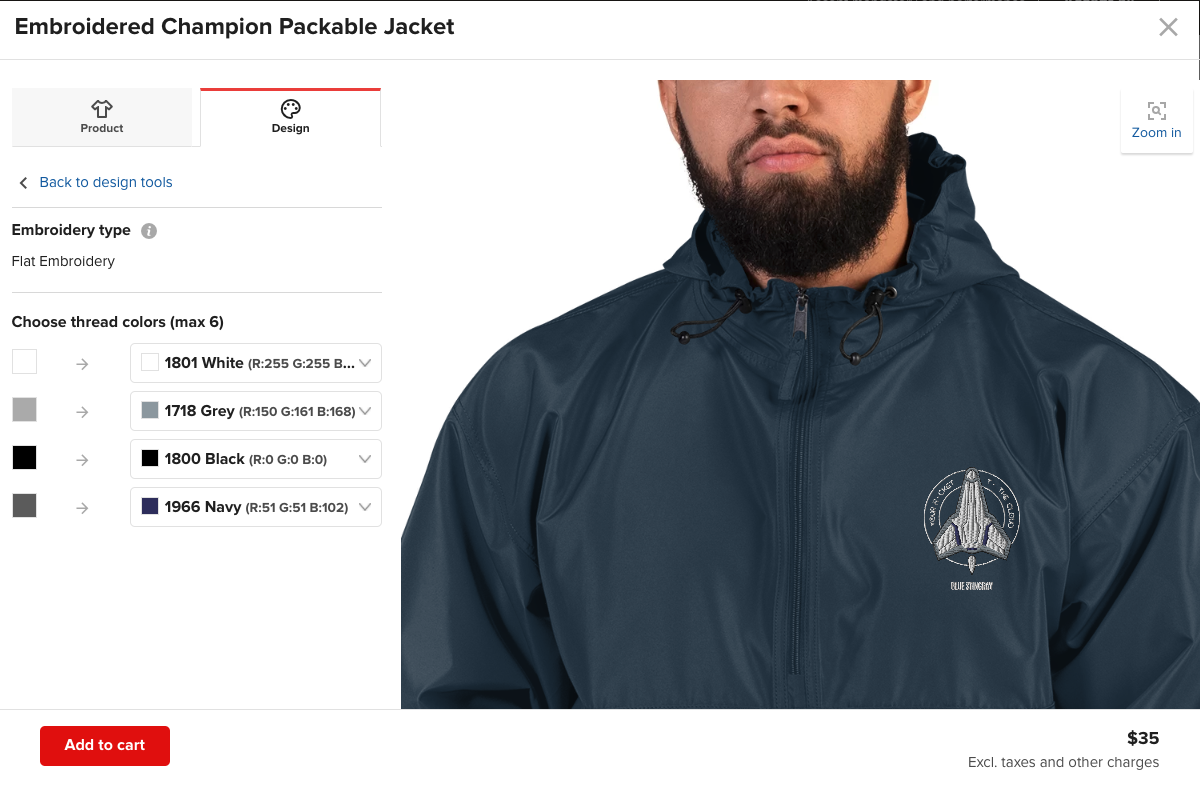 Embroidered Champion Packable Jacket
Product
Design
Zoom in
Back to design tools
Embroidery type
Flat Embroidery
Choose thread colors (max 6)
1801 White (R:255 G:255 B...
1718 Grey (R:150 G:161 B:168)
1800 Black (R:0 G:0 B:0)
1966 Navy (R:51 G:51 B:102)
BLUE STINGRAY
Add to cart
$35
Excl. taxes and other charges